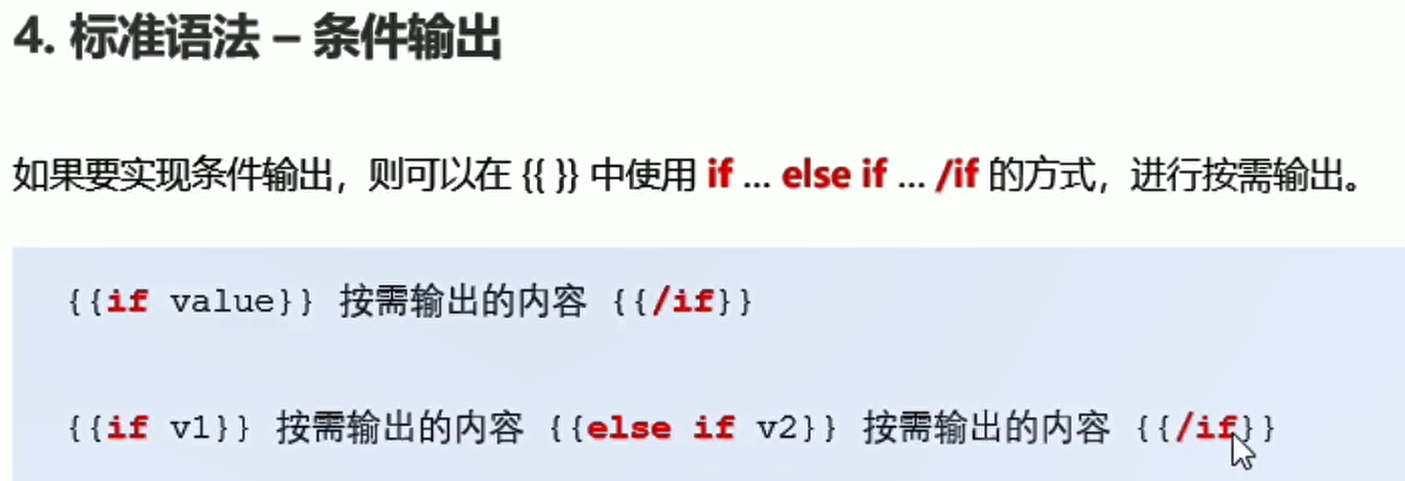 4. 标准语法 – 条件输出
如果要实现条件输出，则可以在 {{ }} 中使用 if ... else if ... /if 的方式，进行按需输出。
{{if value}} 按需输出的内容 {{/if}}
{{if v1}} 按需输出的内容 {{else if v2}} 按需输出的内容 {{/if}}